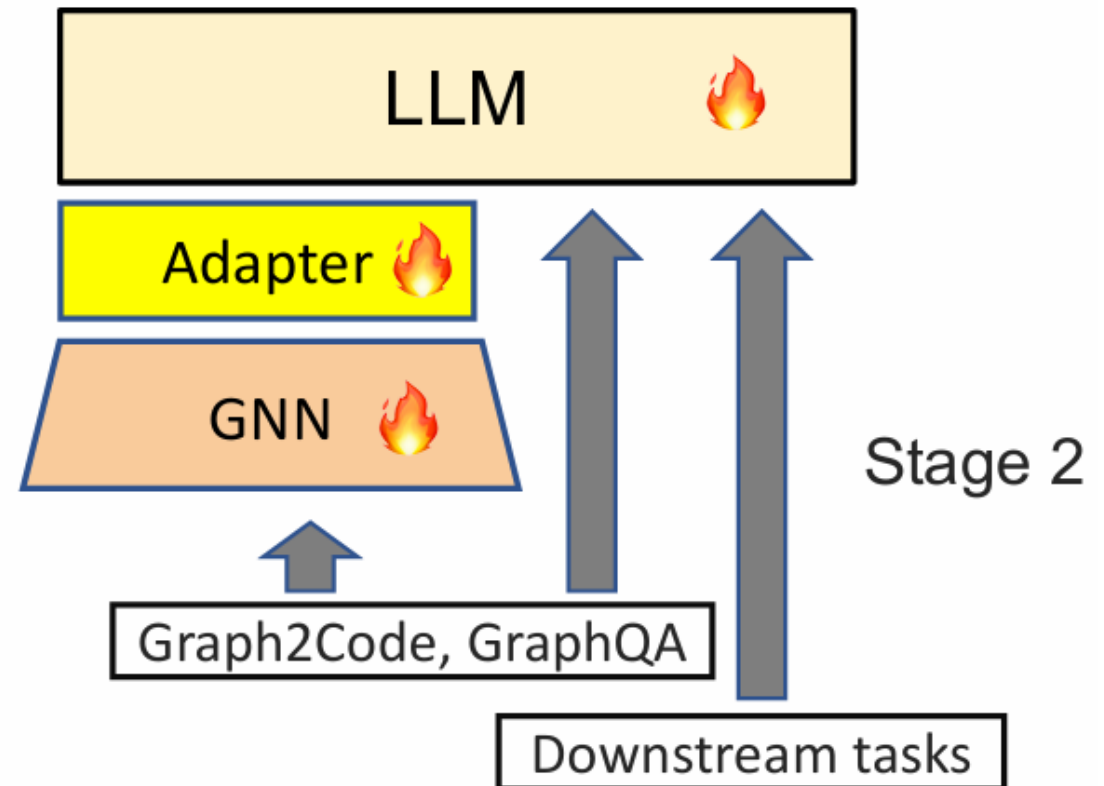 LLM
Adapter
GNN
Stage 2
Graph2Code, GraphQA
Downstream tasks